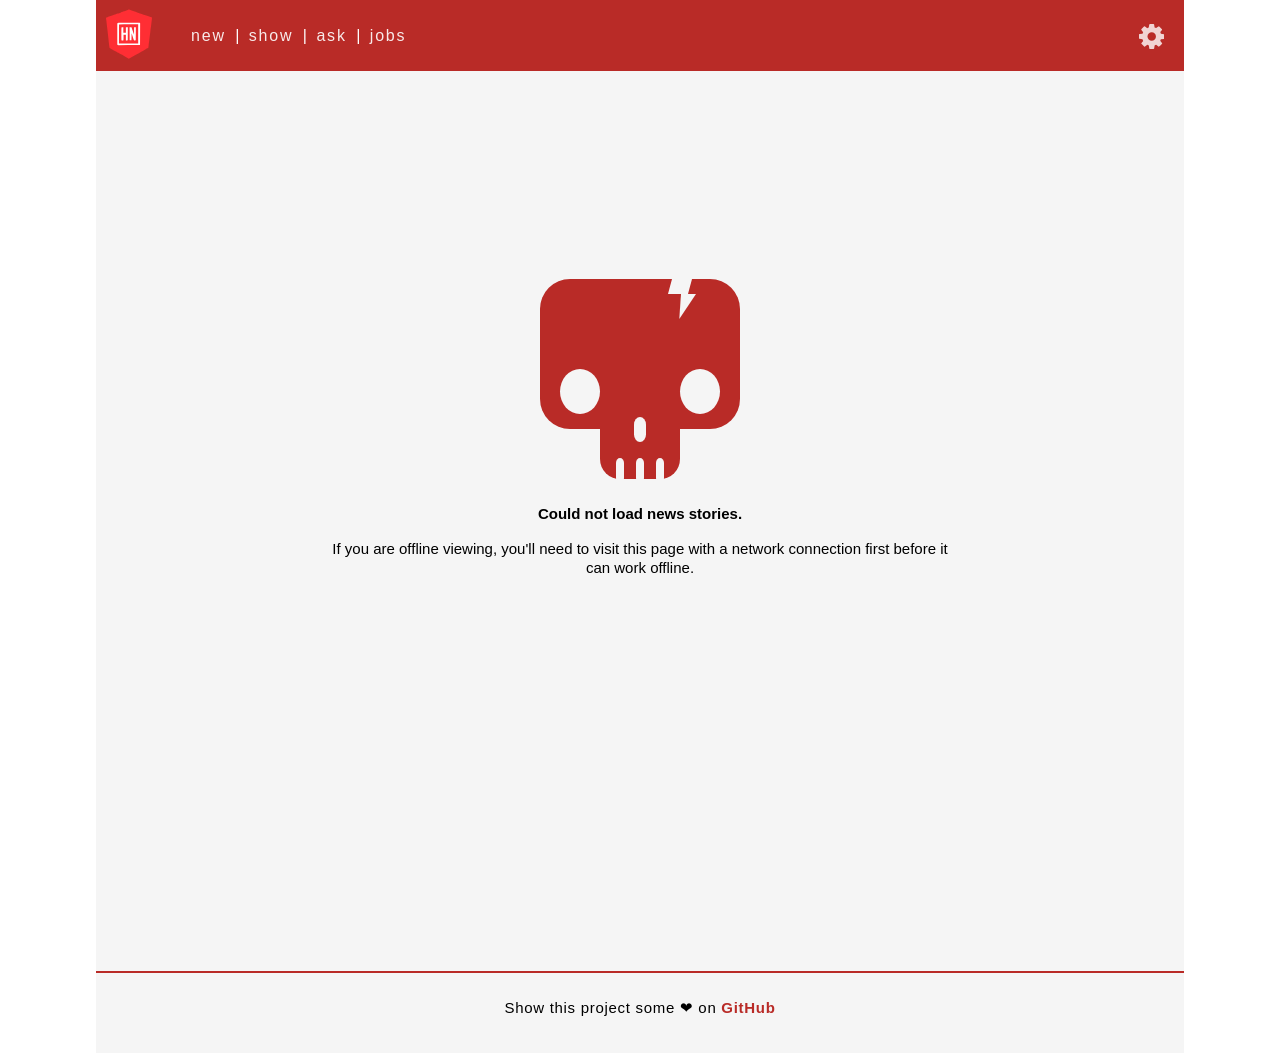 HN
new | show | ask | jobs
Could not load news stories.
If you are offline viewing, you'll need to visit this page with a network connection first before it
can work offline.
Show this project some ❤ on GitHub